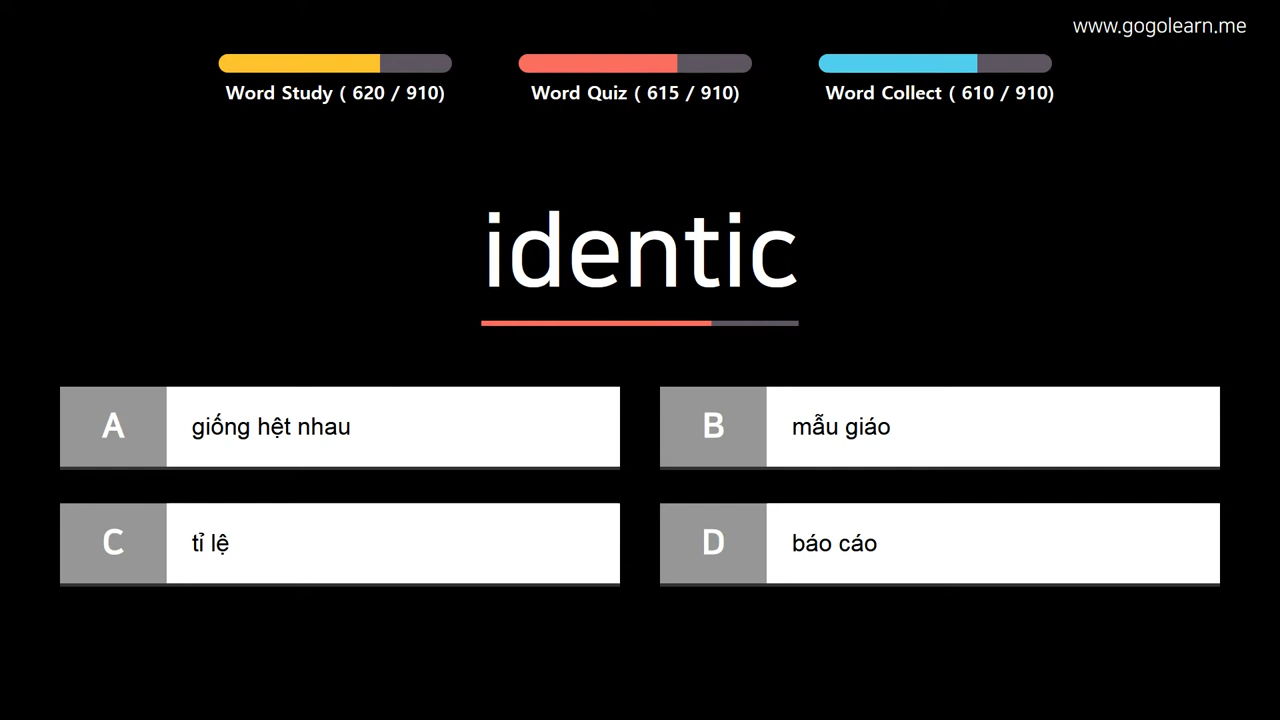 www.gogolearn.me
Word Study ( 620 / 910)
Word Quiz ( 615 / 910)
Word Collect ( 610 / 910)
identic
A
giống hệt nhau
B
mẫu giáo
C
tỉ lệ
D
báo cáo